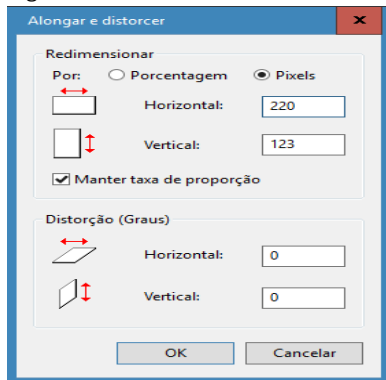 Alongar e distorcer
Redimensionar
Por: Porcentagem Pixels
Horizontal: 220
Vertical: 123
Manter taxa de proporção
Distorção (Graus)
Horizontal: 0
Vertical: 0
OK Cancelar